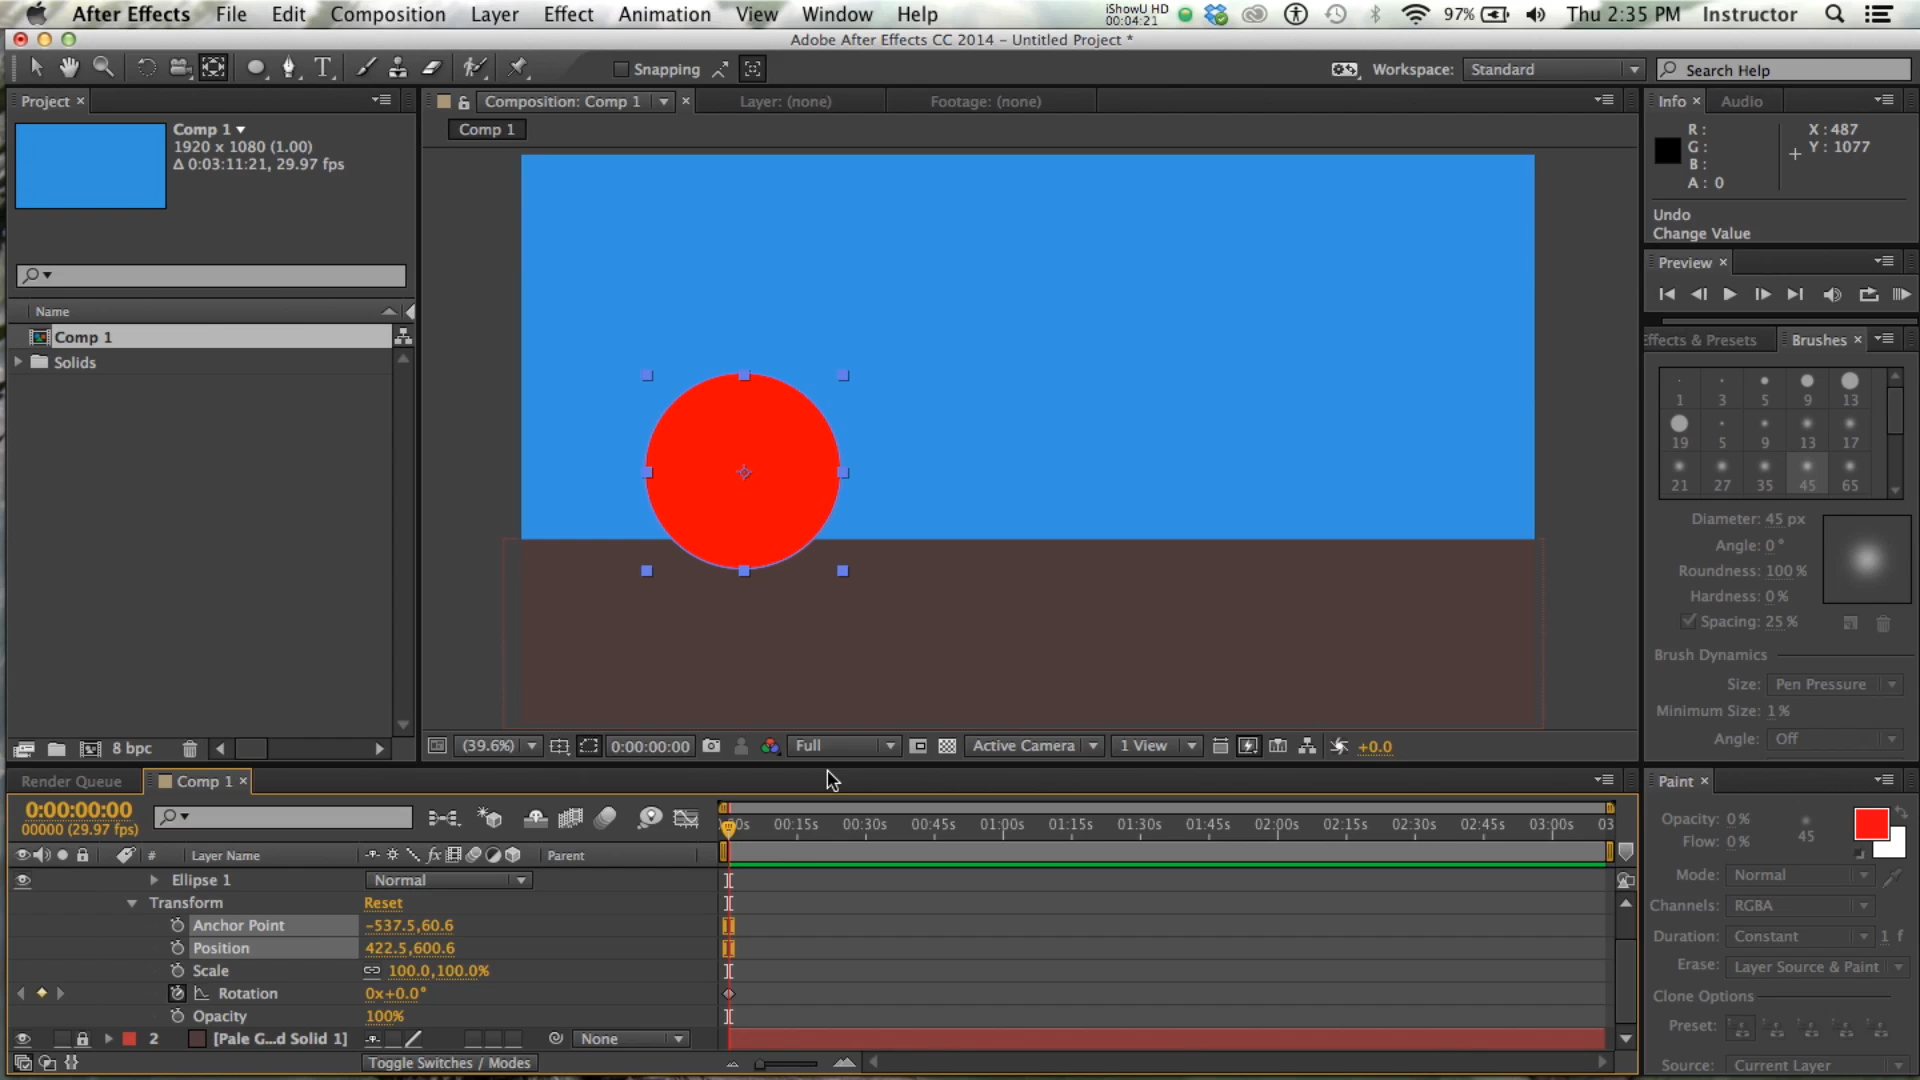 After Effects File Edit Composition Layer Effect Animation View Window Help iShowU HD 00:04:21 97% Thu 2:35 PM Instructor
Adobe After Effects CC 2014 - Untitled Project *
Snapping Workspace: Standard Search Help
Project × Composition: Comp 1 × Layer: (none) Footage: (none) Info × Audio
Comp 1
1920 x 1080 (1.00)
Δ 0:03:11:21, 29.97 fps
Comp 1
R: X: 487
G: Y: 1077
B:
A: 0
Undo
Change Value
Preview ×
Name
Comp 1
Solids
Effects & Presets Brushes ×
1 3 5 9 13
19 5 9 13 17
21 27 35 45 65
Diameter: 45 px
Angle: 0°
Roundness: 100%
Hardness: 0%
Spacing: 25%
Brush Dynamics
Size: Pen Pressure
Minimum Size: 1%
Angle: Off
8 bpc (39.6%) 0:00:00:00 Full Active Camera 1 View +0.0
Render Queue Comp 1 × Paint ×
0:00:00:00
00000 (29.97 fps)
00s 00:15s 00:30s 00:45s 01:00s 01:15s 01:30s 01:45s 02:00s 02:15s 02:30s 02:45s 03:00s 03
# Layer Name fx Parent
Ellipse 1 Normal
Transform Reset
Anchor Point -537.5,60.6
Position 422.5,600.6
Scale 100.0,100.0%
Rotation 0x+0.0°
Opacity 100%
2 [Pale G...d Solid 1] None
Toggle Switches / Modes
Opacity: 0%
45
Flow: 0%
Mode: Normal
Channels: RGBA
Duration: Constant 1 f
Erase: Layer Source & Paint
Clone Options
Preset:
Source: Current Layer